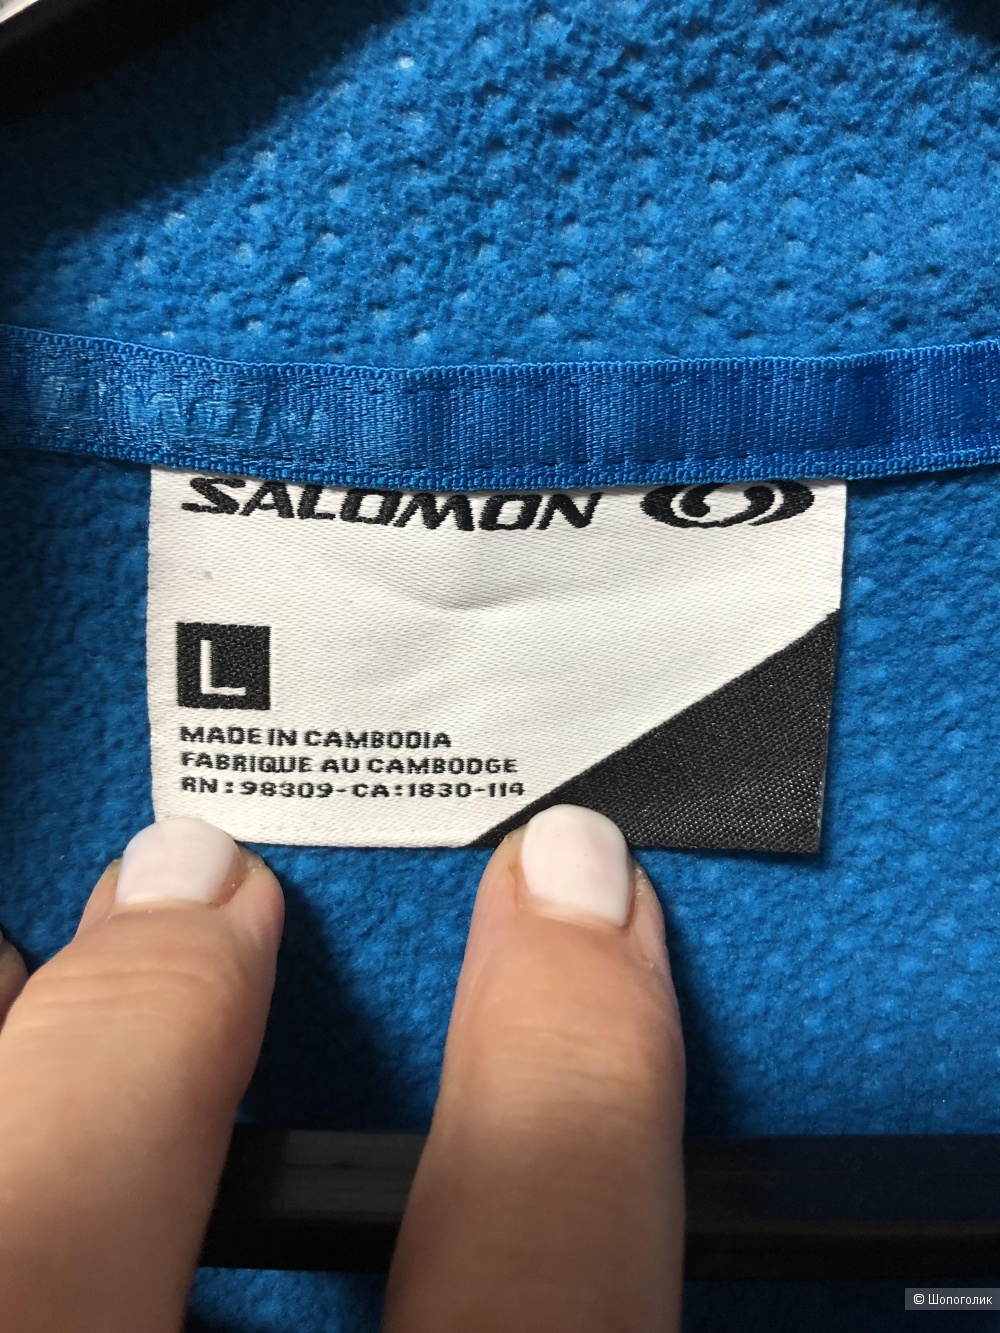 SALOMON
L
MADE IN CAMBODIA
FABRIQUE AU CAMBODGE
RN:98309-CA:1830-114
© Шопоголик